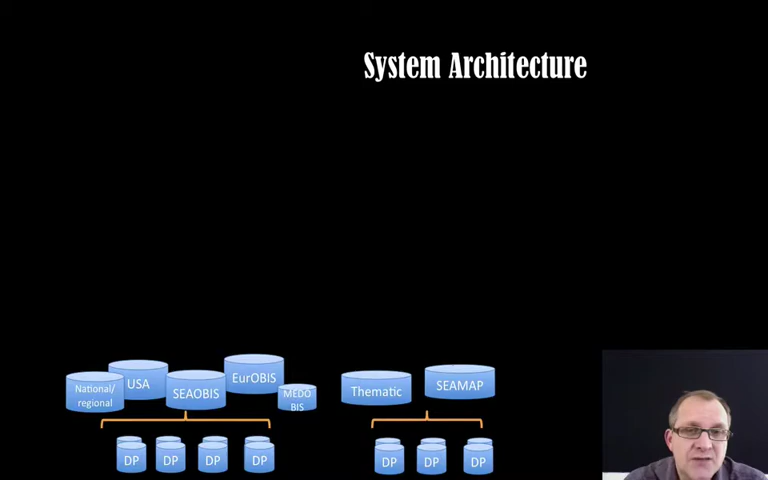 System Architecture
National/
regional
USA
SEAOBIS
EurOBIS
MEDO
BIS
Thematic
SEAMAP
DP
DP
DP
DP
DP
DP
DP